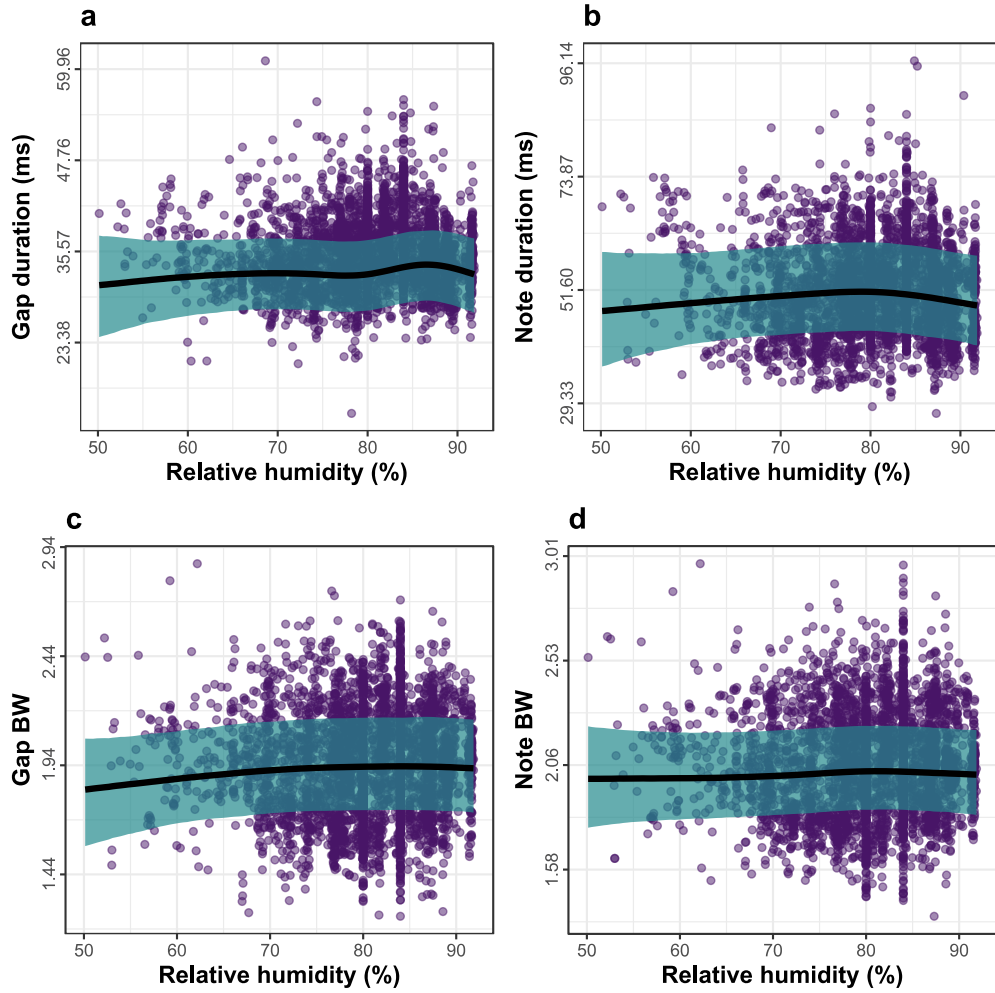 a
Gap duration (ms)
59.96
47.76
35.57
23.38
50 60 70 80 90
Relative humidity (%)
b
Note duration (ms)
96.14
73.87
51.60
29.33
50 60 70 80 90
Relative humidity (%)
c
Gap BW
2.94
2.44
1.94
1.44
50 60 70 80 90
Relative humidity (%)
d
Note BW
3.01
2.53
2.06
1.58
50 60 70 80 90
Relative humidity (%)